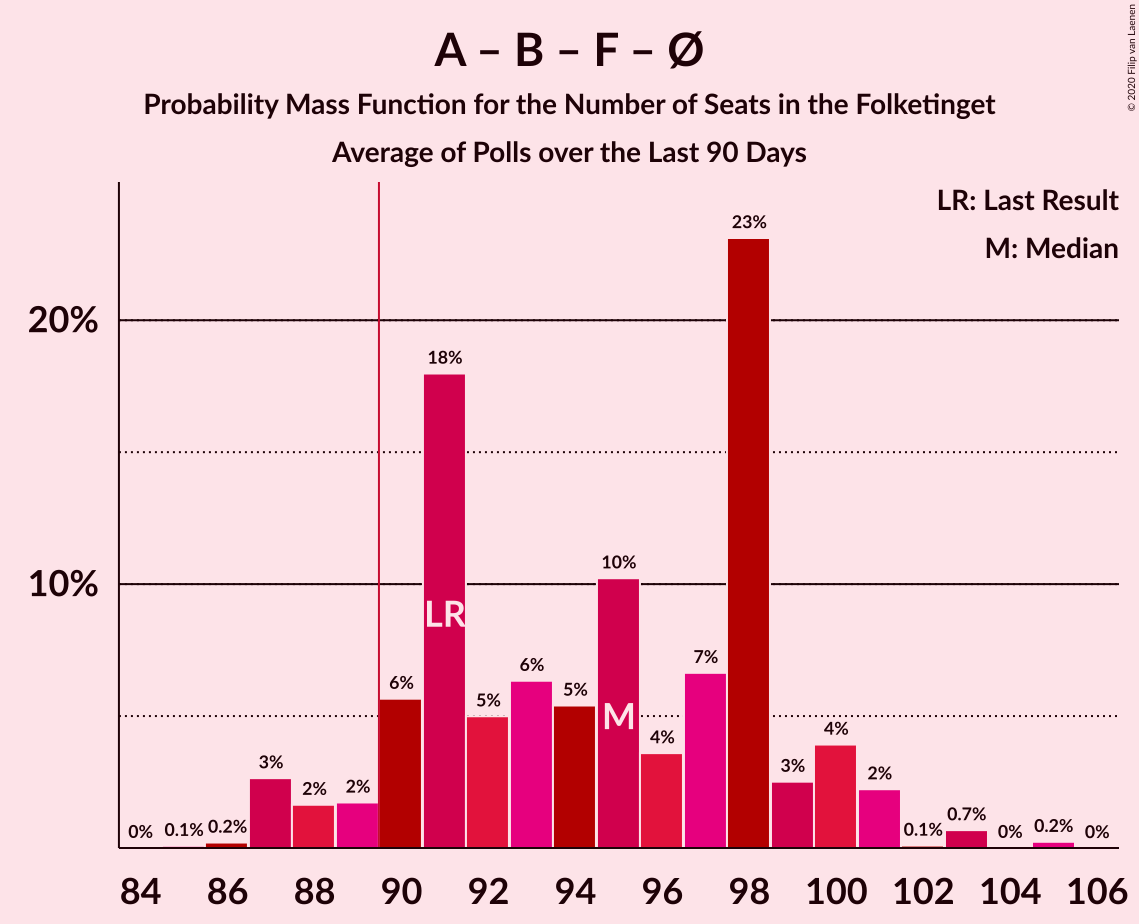 A – B – F – Ø
Probability Mass Function for the Number of Seats in the Folketinget
Average of Polls over the Last 90 Days
© 2020 Filip van Laenen
LR: Last Result
M: Median
20%
10%
0%
0.1%
0.2%
3%
2%
2%
6%
18%
5%
6%
5%
10%
4%
7%
23%
3%
4%
2%
0.1%
0.7%
0%
0.2%
0%
LR
M
84 86 88 90 92 94 96 98 100 102 104 106